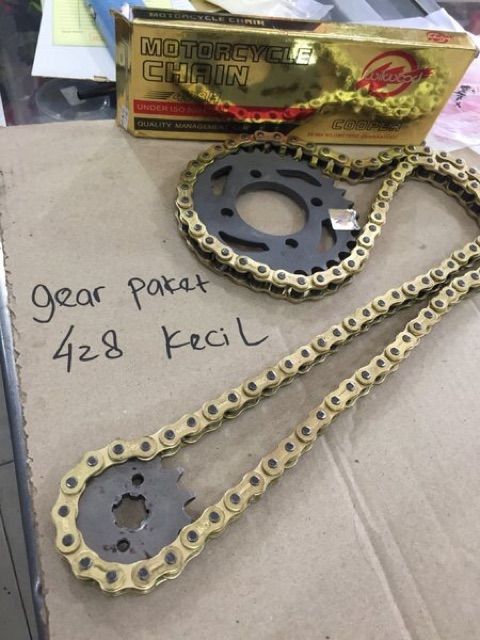 MOTORCYCLE
CHAIN
UNDER ISO
QUALITY MANAGEMENT
COOPER
gear paket
428 Kecil